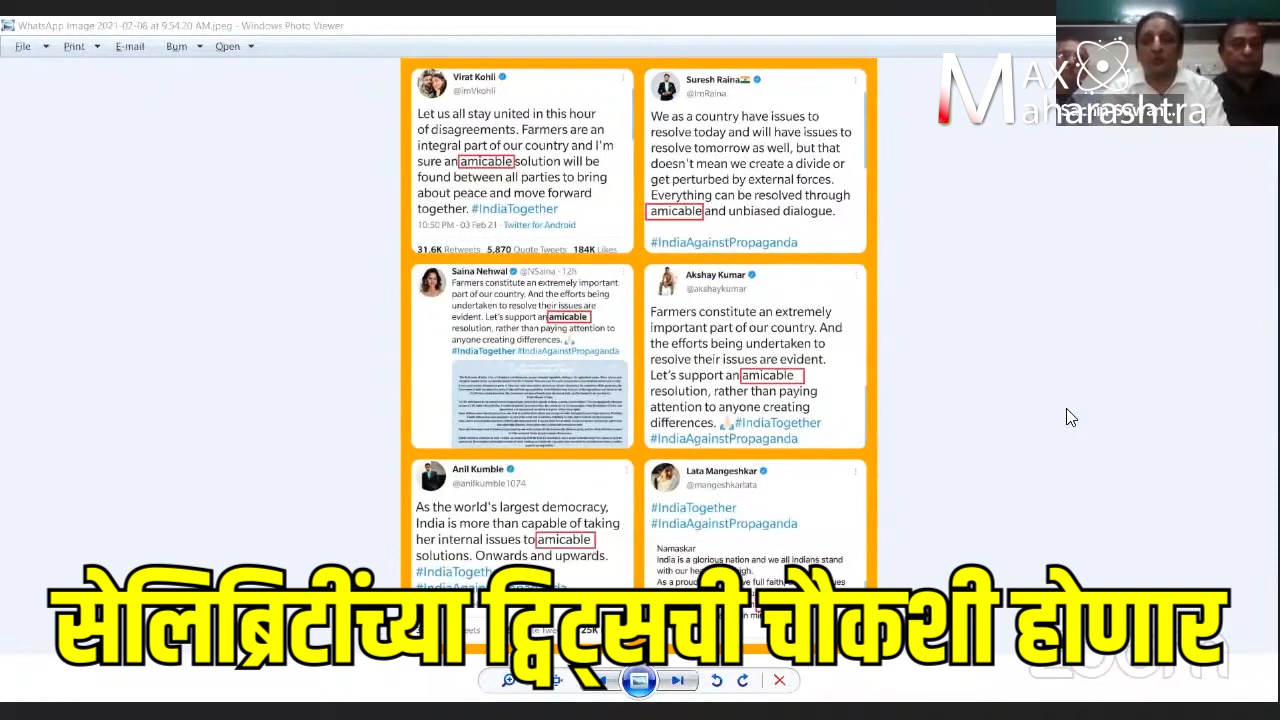 WhatsApp Image 2021-02-08 at 9.54.20 AM.jpeg - Windows Photo Viewer
File Print E-mail Burn Open
MAX
Maharashtra
Virat Kohli
@imVkohli
Let us all stay united in this hour
of disagreements. Farmers are an
integral part of our country and I'm
sure an amicable solution will be
found between all parties to bring
about peace and move forward
together. #IndiaTogether
10:50 PM · 03 Feb 21 · Twitter for Android
31.6K Retweets 5,870 Quote Tweets 184K Likes
Suresh Raina🇮🇳
@ImRaina
We as a country have issues to
resolve today and will have issues to
resolve tomorrow as well, but that
doesn't mean we create a divide or
get perturbed by external forces.
Everything can be resolved through
amicable and unbiased dialogue.
#IndiaAgainstPropaganda
Saina Nehwal @NSaina · 12h
Farmers constitute an extremely important
part of our country. And the efforts being
undertaken to resolve their issues are
evident. Let's support an amicable
resolution, rather than paying attention to
anyone creating differences. 🙏🏻
#IndiaTogether #IndiaAgainstPropaganda
Akshay Kumar
@akshaykumar
Farmers constitute an extremely
important part of our country. And
the efforts being undertaken to
resolve their issues are evident.
Let's support an amicable
resolution, rather than paying
attention to anyone creating
differences. 🙏🏻#IndiaTogether
#IndiaAgainstPropaganda
Anil Kumble
@anilkumble1074
As the world's largest democracy,
India is more than capable of taking
her internal issues to amicable
solutions. Onwards and upwards.
#IndiaTogether
Lata Mangeshkar
@mangeshkarlata
#IndiaTogether
#IndiaAgainstPropaganda
Namaskar
India is a glorious nation and we all Indians stand
with our
As a proud
सेलिब्रिटींच्या ट्विट्सची चौकशी होणार
zoom